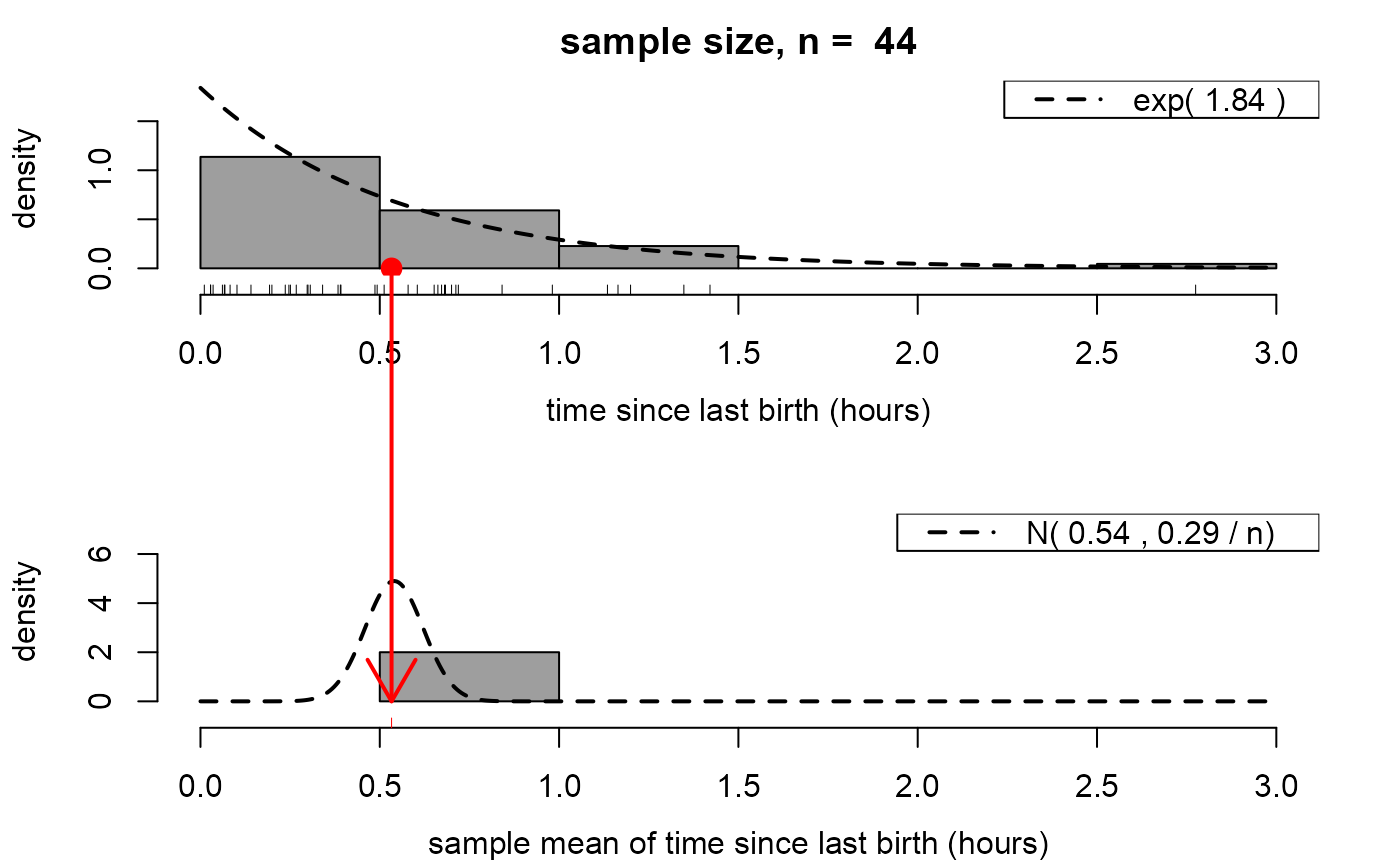 sample size, n = 44
exp( 1.84 )
density
1.0
0.0
0.0 0.5 1.0 1.5 2.0 2.5 3.0
time since last birth (hours)
N( 0.54 , 0.29 / n)
density
6
4
2
0
0.0 0.5 1.0 1.5 2.0 2.5 3.0
sample mean of time since last birth (hours)